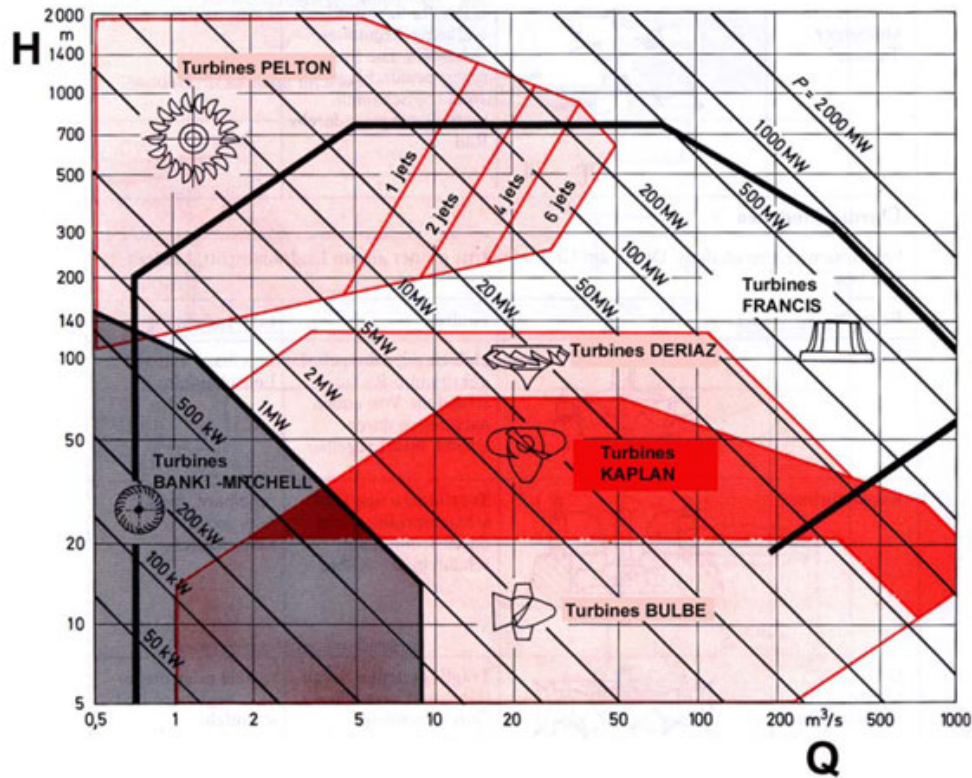 H
m
2000
1400
1000
700
500
300
200
140
100
50
20
10
5
Turbines PELTON
1 jets
2 jets
4 jets
6 jets
P = 2000 MW
1000 MW
500 MW
200 MW
100 MW
50 MW
20 MW
10 MW
5 MW
2 MW
1 MW
500 kW
200 kW
100 kW
50 kW
Turbines
FRANCIS
Turbines DERIAZ
Turbines
KAPLAN
Turbines
BANKI -MITCHELL
Turbines BULBE
0,5
1
2
5
10
20
50
100
200
m³/s
500
1000
Q